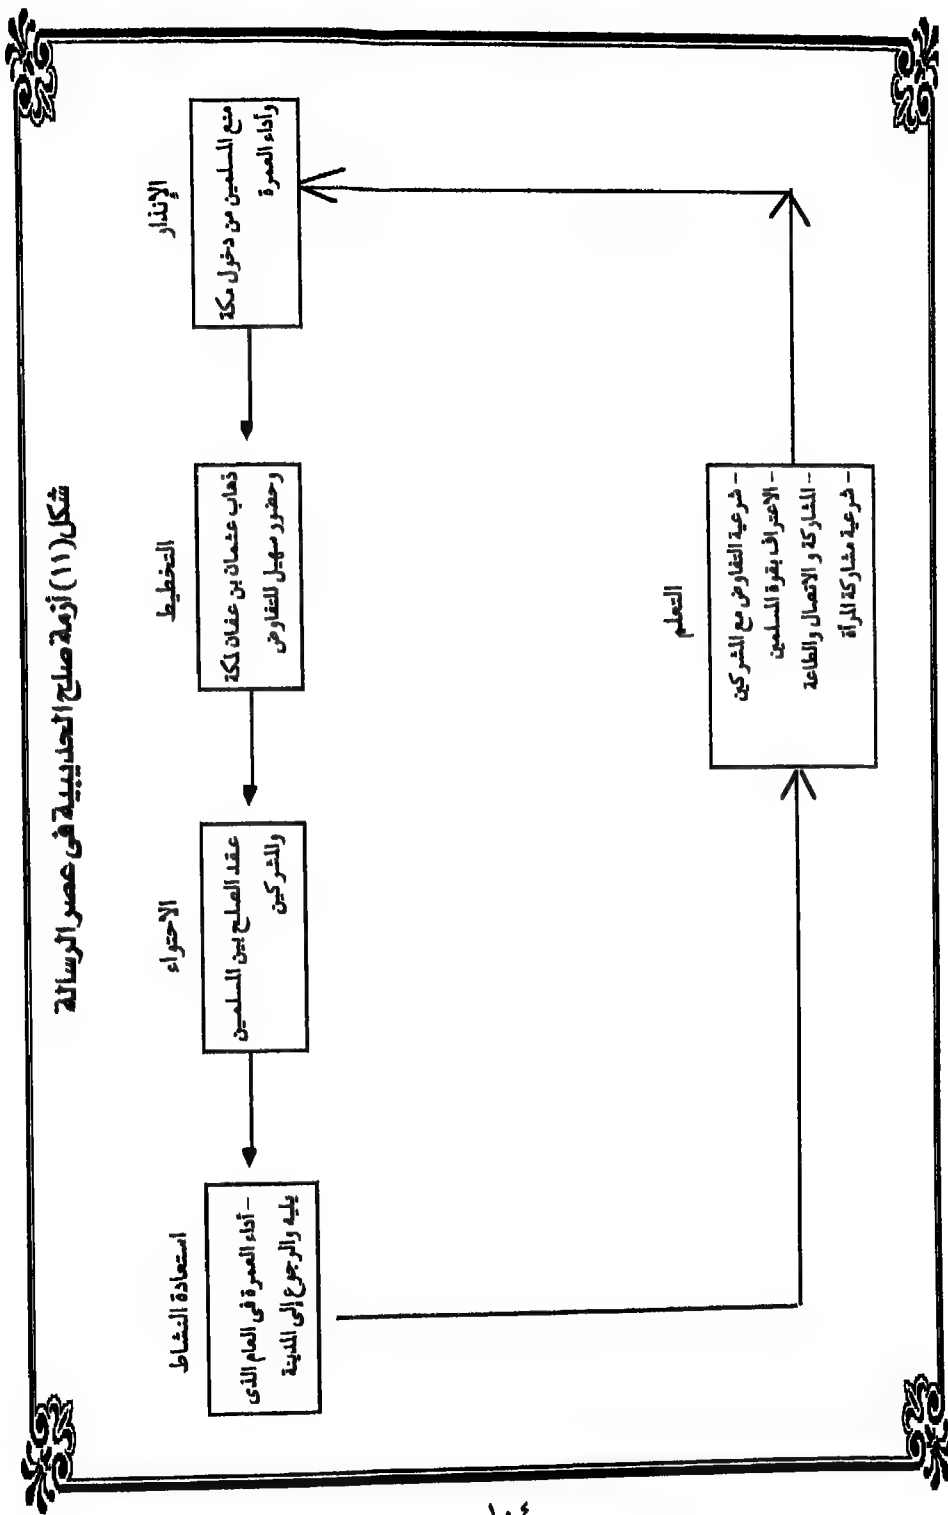 شكل (١١) أزمة صلح الحديبية في عصر الرسالة
الإنذار
منع المسلمين من دخول مكة
وأداء العمرة
التخطيط
ذهاب عثمان بن عفان لمكة
وحضور سهيل للتفاوض
الاحتواء
عقد الصلح بين المسلمين
والمشركين
استعادة النشاط
- أداء العمرة في العام الذى
يليه والرجوع إلى المدينة
التعلم
- شرعية التفاوض مع المشركين
- الاعتراف بقوة المسلمين
- المشاركة والاتصال والطاعة
- شرعية مشاركة المرأة
١٠٤